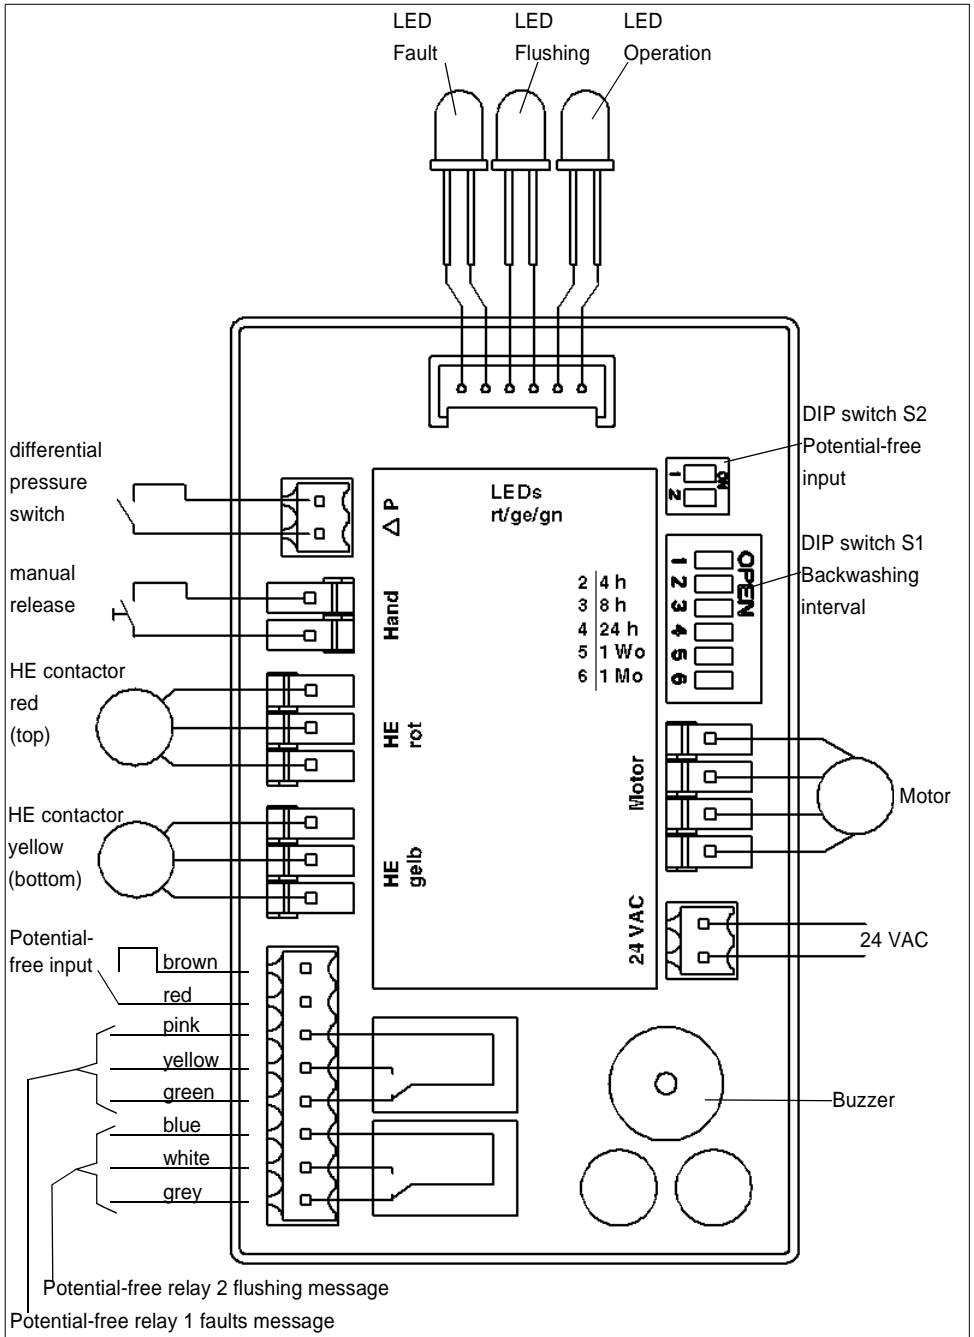 LED
Fault
LED
Flushing
LED
Operation
differential
pressure
switch
manual
release
HE contactor
red
(top)
HE contactor
yellow
(bottom)
Potential-
free input
brown
red
pink
yellow
green
blue
white
grey
△ P
Hand
HE
rot
HE
gelb
LEDs
rt/ge/gn
2 | 4 h
3 | 8 h
4 | 24 h
5 | 1 Wo
6 | 1 Mo
Motor
24 VAC
1
2
ON
1
2
3
4
5
6
OPEN
DIP switch S2
Potential-free
input
DIP switch S1
Backwashing
interval
Motor
24 VAC
Buzzer
Potential-free relay 2 flushing message
Potential-free relay 1 faults message